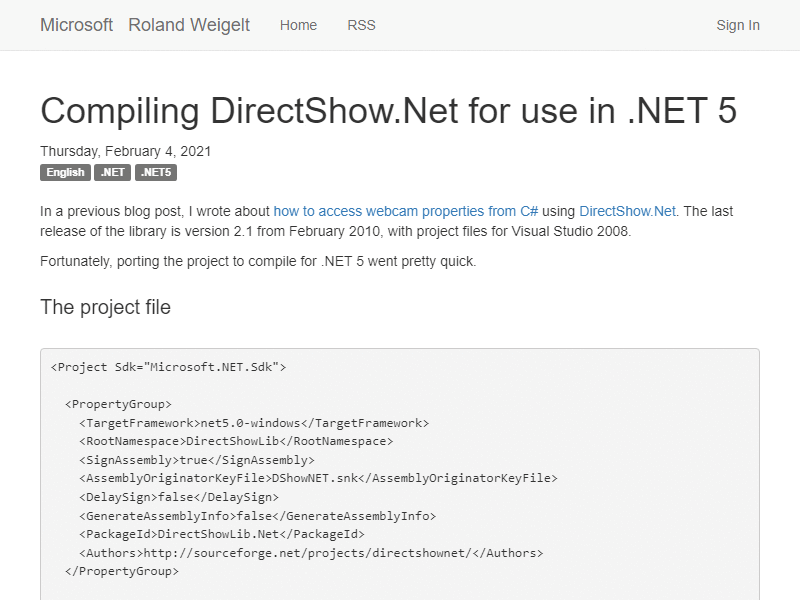 Microsoft Roland Weigelt Home RSS Sign In
Compiling DirectShow.Net for use in .NET 5
Thursday, February 4, 2021
English .NET .NET5
In a previous blog post, I wrote about how to access webcam properties from C# using DirectShow.Net. The last
release of the library is version 2.1 from February 2010, with project files for Visual Studio 2008.
Fortunately, porting the project to compile for .NET 5 went pretty quick.
The project file
<Project Sdk="Microsoft.NET.Sdk">
<PropertyGroup>
<TargetFramework>net5.0-windows</TargetFramework>
<RootNamespace>DirectShowLib</RootNamespace>
<SignAssembly>true</SignAssembly>
<AssemblyOriginatorKeyFile>DShowNET.snk</AssemblyOriginatorKeyFile>
<DelaySign>false</DelaySign>
<GenerateAssemblyInfo>false</GenerateAssemblyInfo>
<PackageId>DirectShowLib.Net</PackageId>
<Authors>http://sourceforge.net/projects/directshownet/</Authors>
</PropertyGroup>